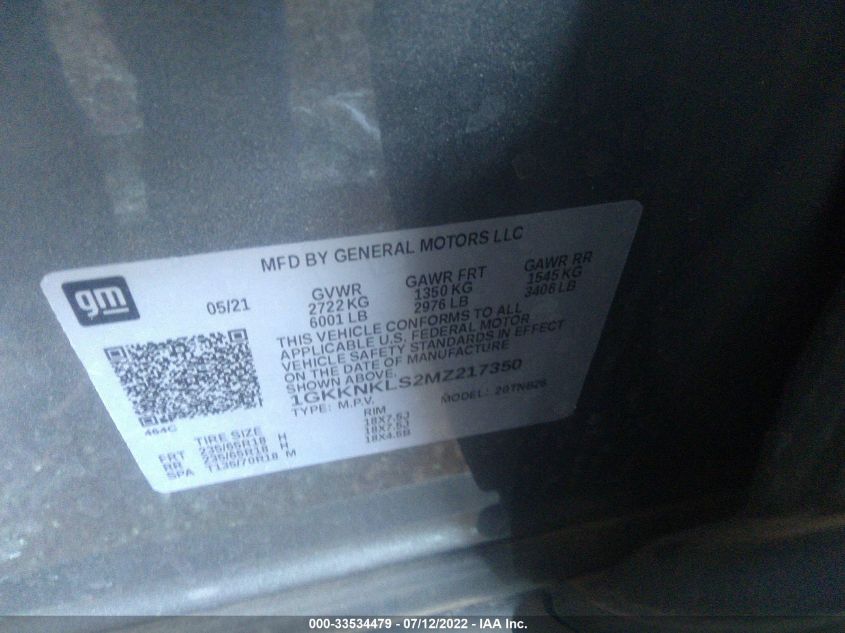 MFD BY GENERAL MOTORS LLC
gm
05/21
GVWR
2722 KG
6001 LB
GAWR FRT
1350 KG
2976 LB
GAWR RR
1545 KG
3406 LB
THIS VEHICLE CONFORMS TO ALL
APPLICABLE U.S. FEDERAL MOTOR
VEHICLE SAFETY STANDARDS IN EFFECT
ON THE DATE OF MANUFACTURE
SHOWN ABOVE.
1GKKNKLS2MZ217350
TYPE: M.P.V. MODEL: 20TNB26
464C
TIRE SIZE RIM
FRT 235/65R18 H 18X7.5J
RR 235/65R18 H 18X7.5J
SPA T135/70R18 M 18X4.5B
000-33534479 - 07/12/2022 - IAA Inc.